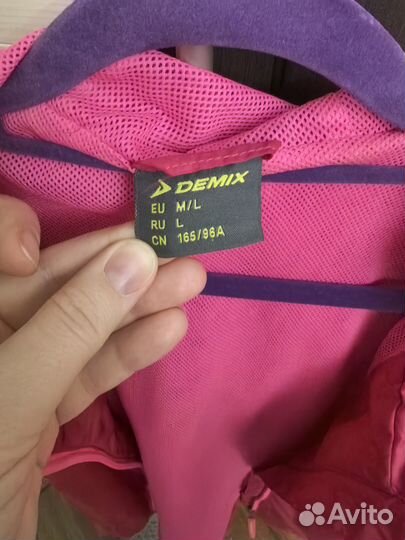 DEMIX
EU M/L
RU L
CN 165/96A
Avito